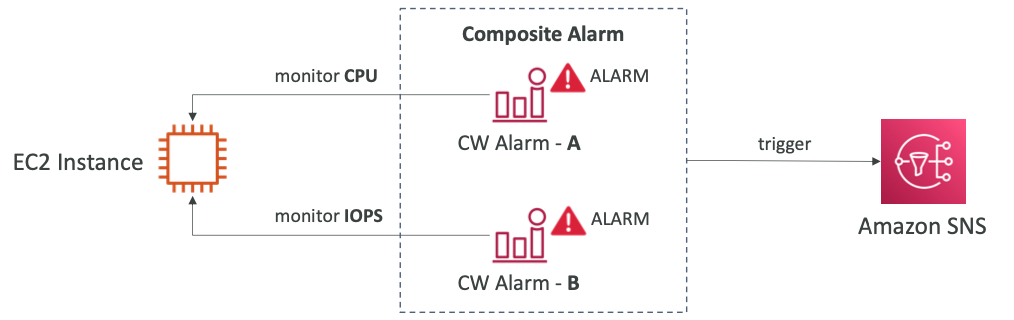 Composite Alarm
monitor CPU
ALARM
CW Alarm - A
EC2 Instance
trigger
monitor IOPS
ALARM
CW Alarm - B
Amazon SNS